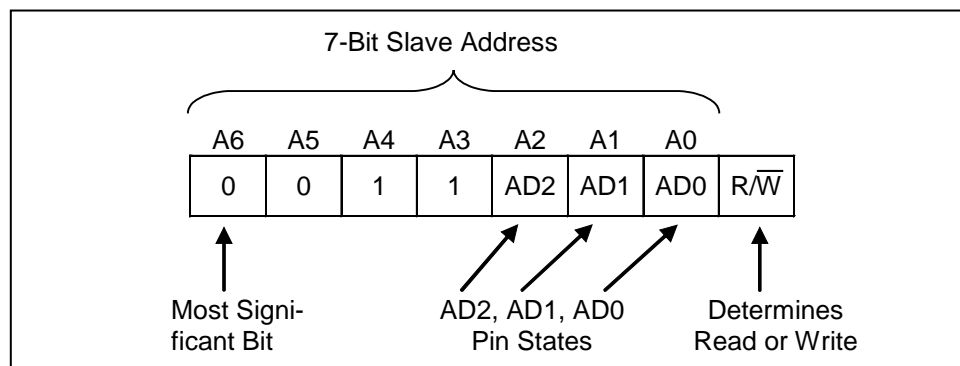 7-Bit Slave Address
A6 A5 A4 A3 A2 A1 A0
0 0 1 1 AD2 AD1 AD0 R/W̅
Most Signi-
ficant Bit
AD2, AD1, AD0
Pin States
Determines
Read or Write